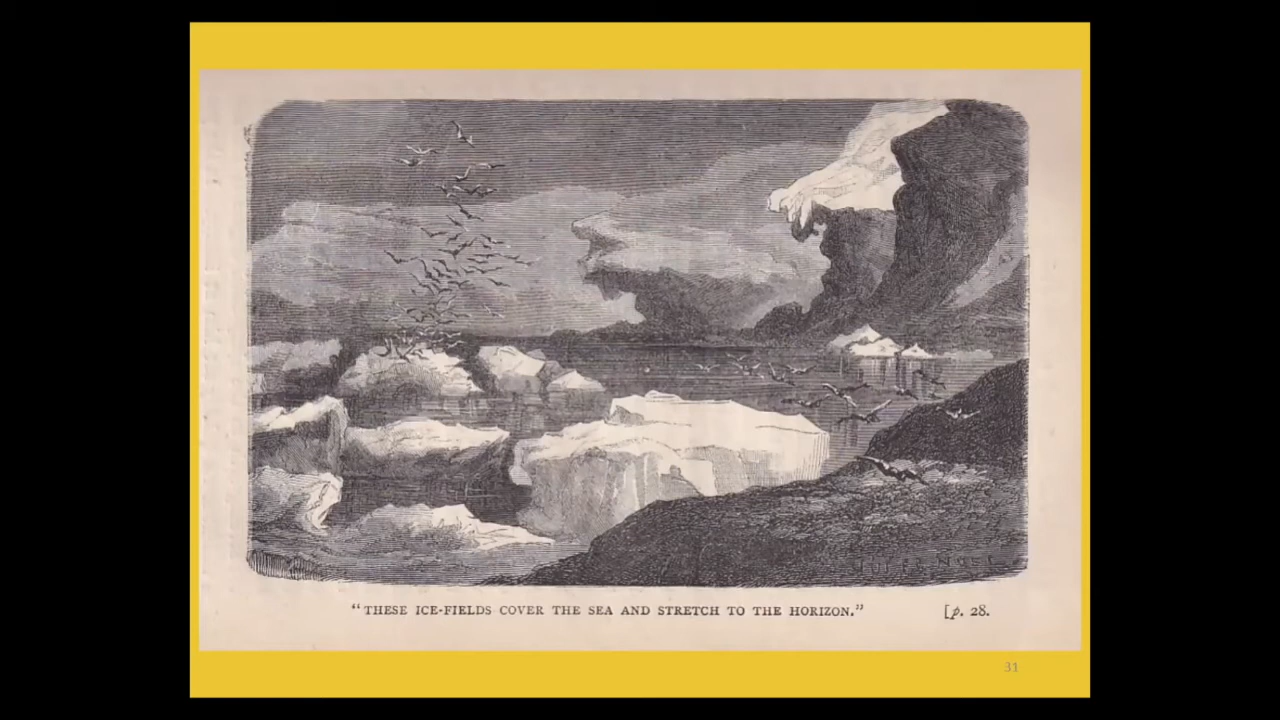 “THESE ICE-FIELDS COVER THE SEA AND STRETCH TO THE HORIZON.” [p. 28.
31